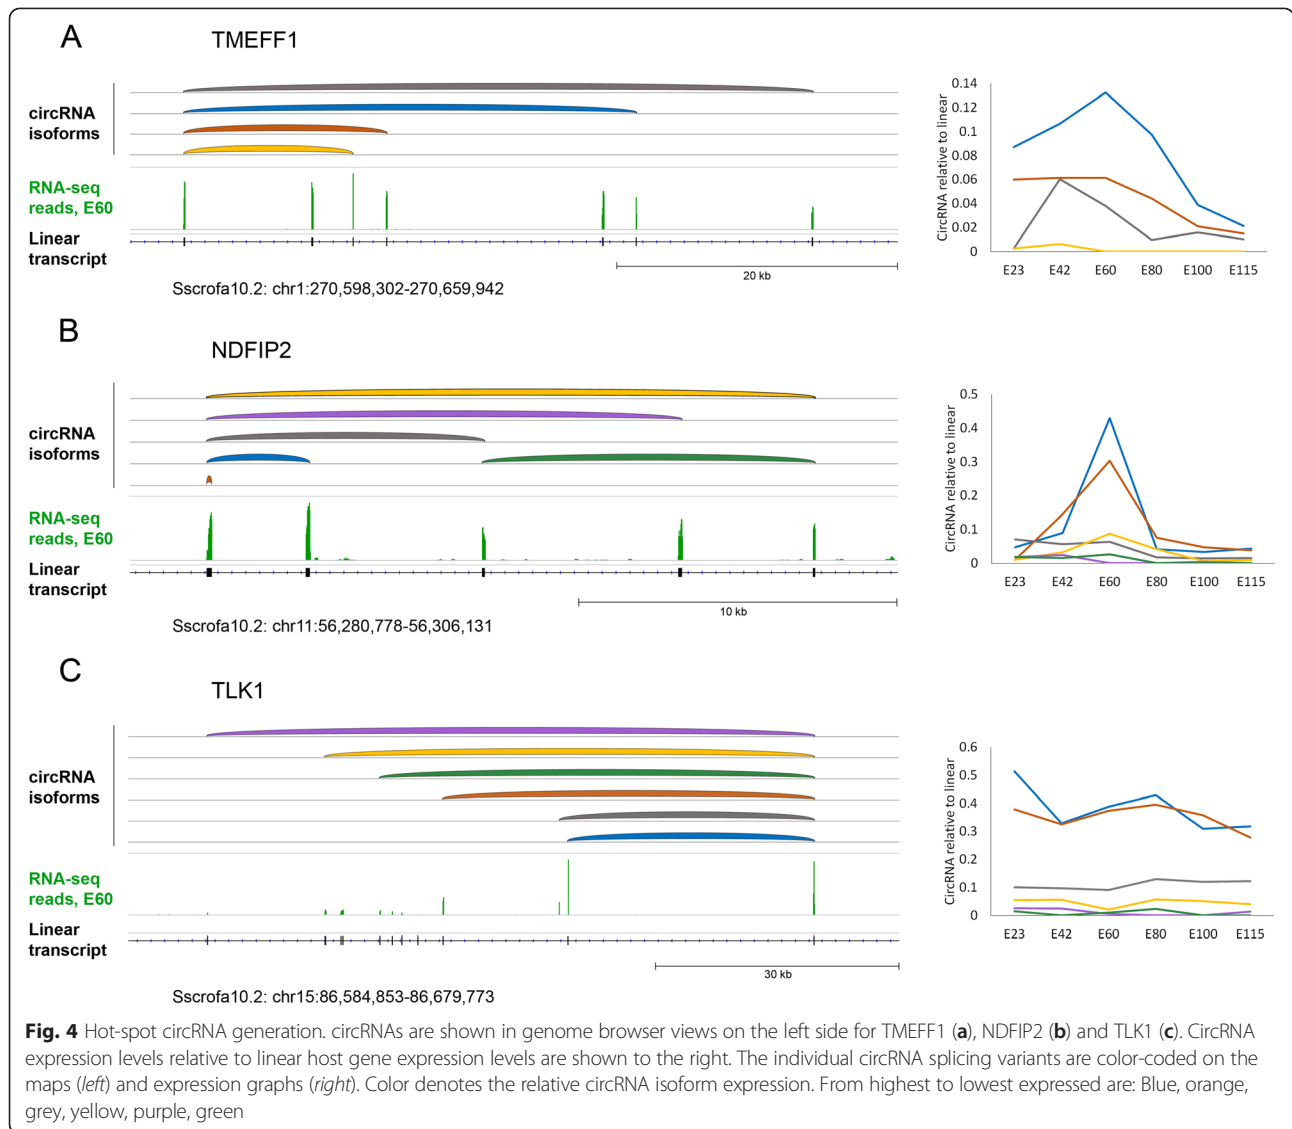 A
TMEFF1
circRNA
isoforms
RNA-seq
reads, E60
Linear
transcript
20 kb
Sscrofa10.2: chr1:270,598,302-270,659,942
CircRNA relative to linear
0.14
0.12
0.1
0.08
0.06
0.04
0.02
0
E23 E42 E60 E80 E100 E115
B
NDFIP2
circRNA
isoforms
RNA-seq
reads, E60
Linear
transcript
10 kb
Sscrofa10.2: chr11:56,280,778-56,306,131
CircRNA relative to linear
0.5
0.4
0.3
0.2
0.1
0
E23 E42 E60 E80 E100 E115
C
TLK1
circRNA
isoforms
RNA-seq
reads, E60
Linear
transcript
30 kb
Sscrofa10.2: chr15:86,584,853-86,679,773
CircRNA relative to linear
0.6
0.5
0.4
0.3
0.2
0.1
0
E23 E42 E60 E80 E100 E115
Fig. 4 Hot-spot circRNA generation. circRNAs are shown in genome browser views on the left side for TMEFF1 (a), NDFIP2 (b) and TLK1 (c). CircRNA
expression levels relative to linear host gene expression levels are shown to the right. The individual circRNA splicing variants are color-coded on the
maps (left) and expression graphs (right). Color denotes the relative circRNA isoform expression. From highest to lowest expressed are: Blue, orange,
grey, yellow, purple, green